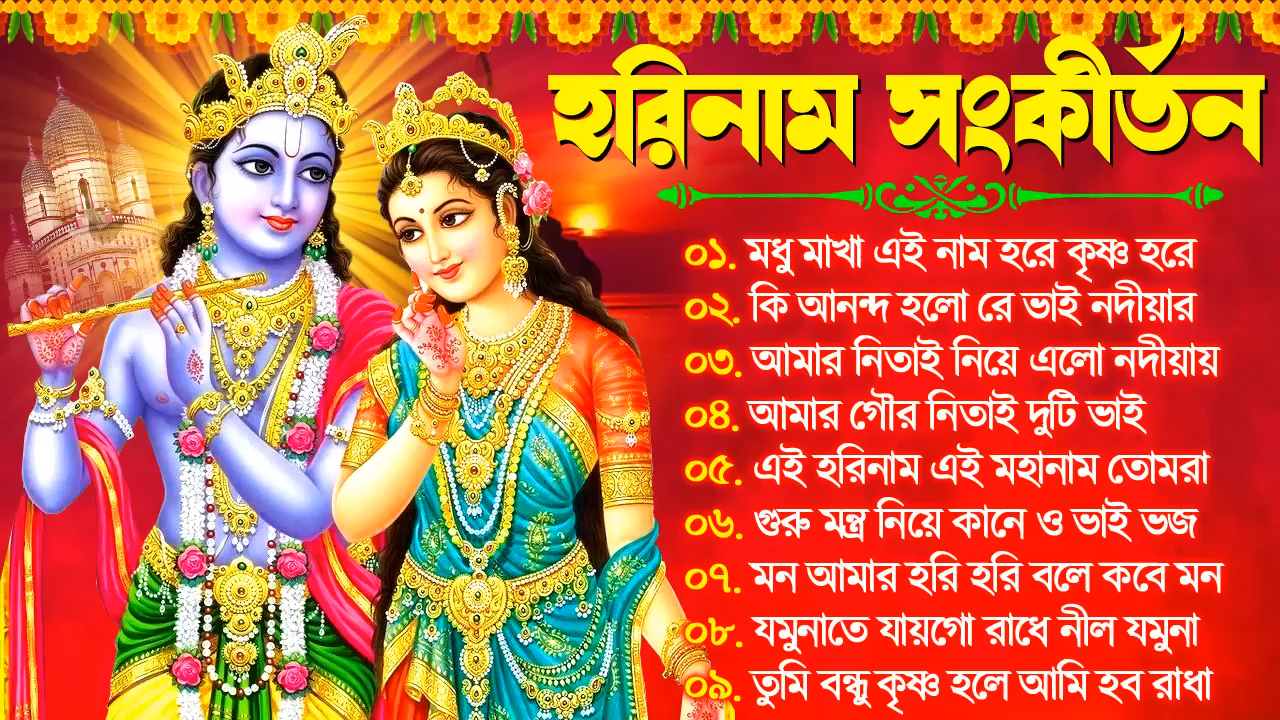 হরিনাম সংকীর্তন
০১. মধু মাখা এই নাম হরে কৃষ্ণ হরে
০২. কি আনন্দ হলো রে ভাই নদীয়ার
০৩. আমার নিতাই নিয়ে এলো নদীয়ায়
০৪. আমার গৌর নিতাই দুটি ভাই
০৫. এই হরিনাম এই মহানাম তোমরা
০৬. গুরু মন্ত্র নিয়ে কানে ও ভাই ভজ
০৭. মন আমার হরি হরি বলে কবে মন
০৮. যমুনাতে যায়গো রাধে নীল যমুনা
০৯. তুমি বন্ধু কৃষ্ণ হলে আমি হব রাধা